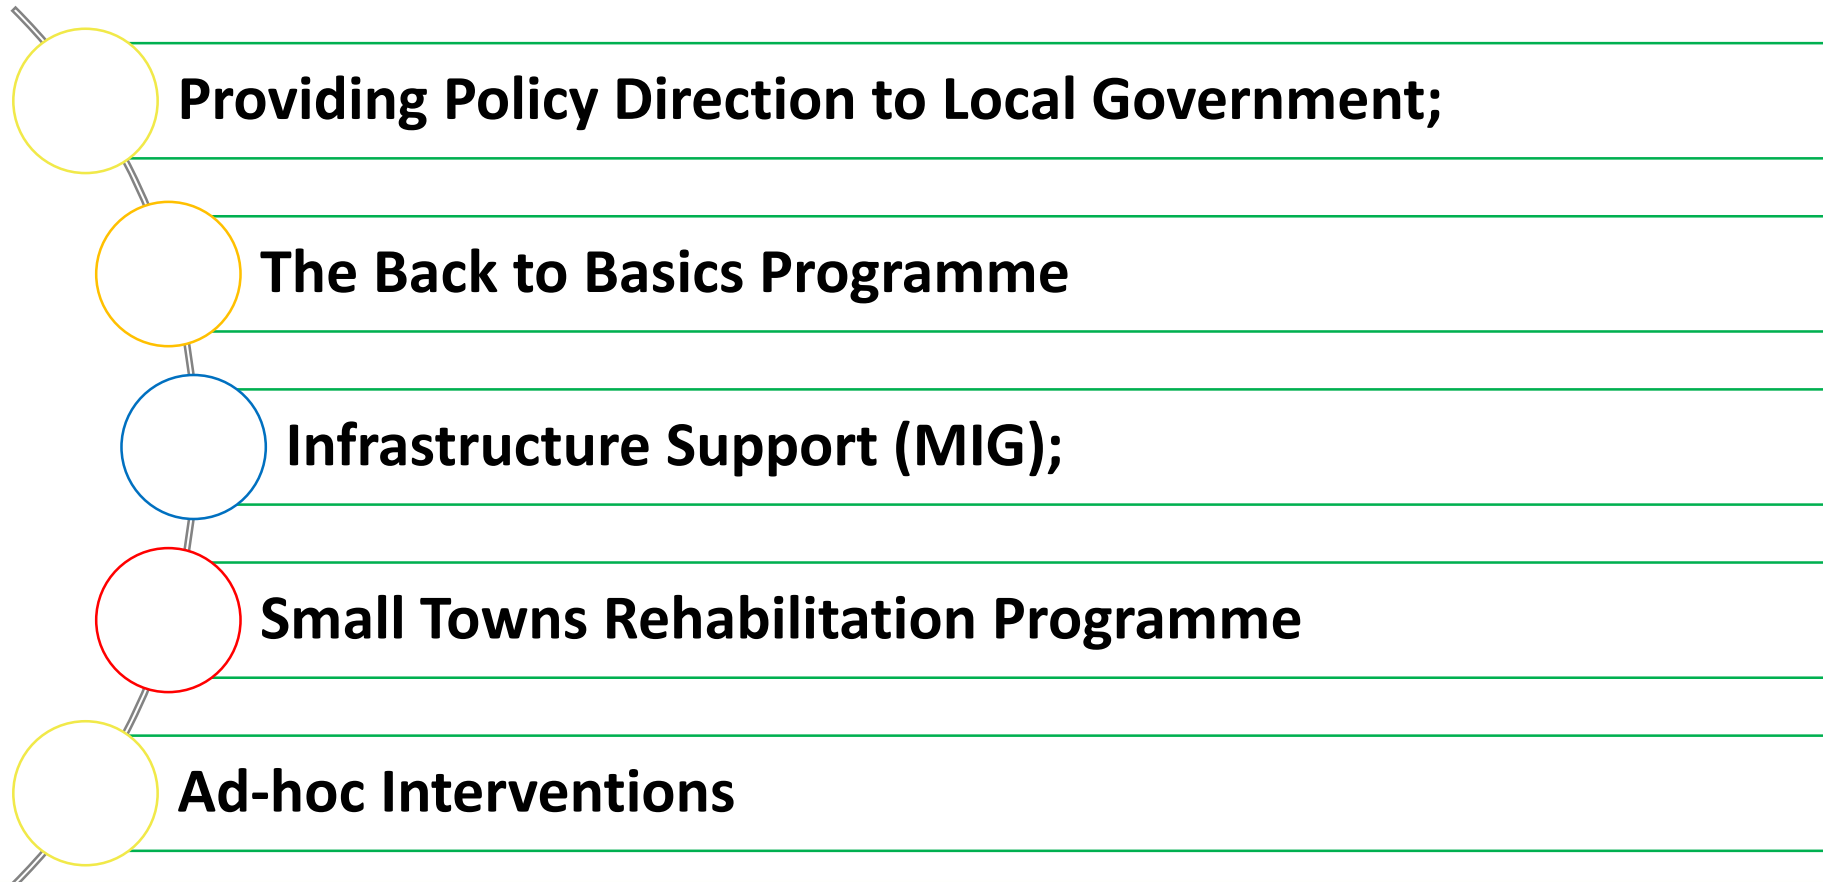 Providing Policy Direction to Local Government;
The Back to Basics Programme
Infrastructure Support (MIG);
Small Towns Rehabilitation Programme
Ad-hoc Interventions